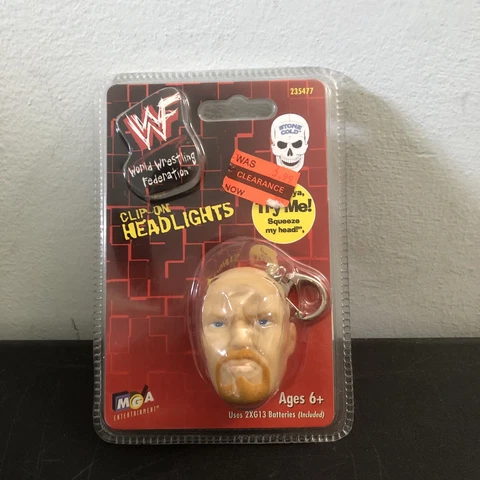 235477
WF
World Wrestling
Federation
STONE
COLD
WAS
CLEARANCE
NOW
CLIP-ON
HEADLIGHTS
ya,
Try Me!
Squeeze
my head!",
MGA
ENTERTAINMENT
Ages 6+
Uses 2XG13 Batteries (Included)